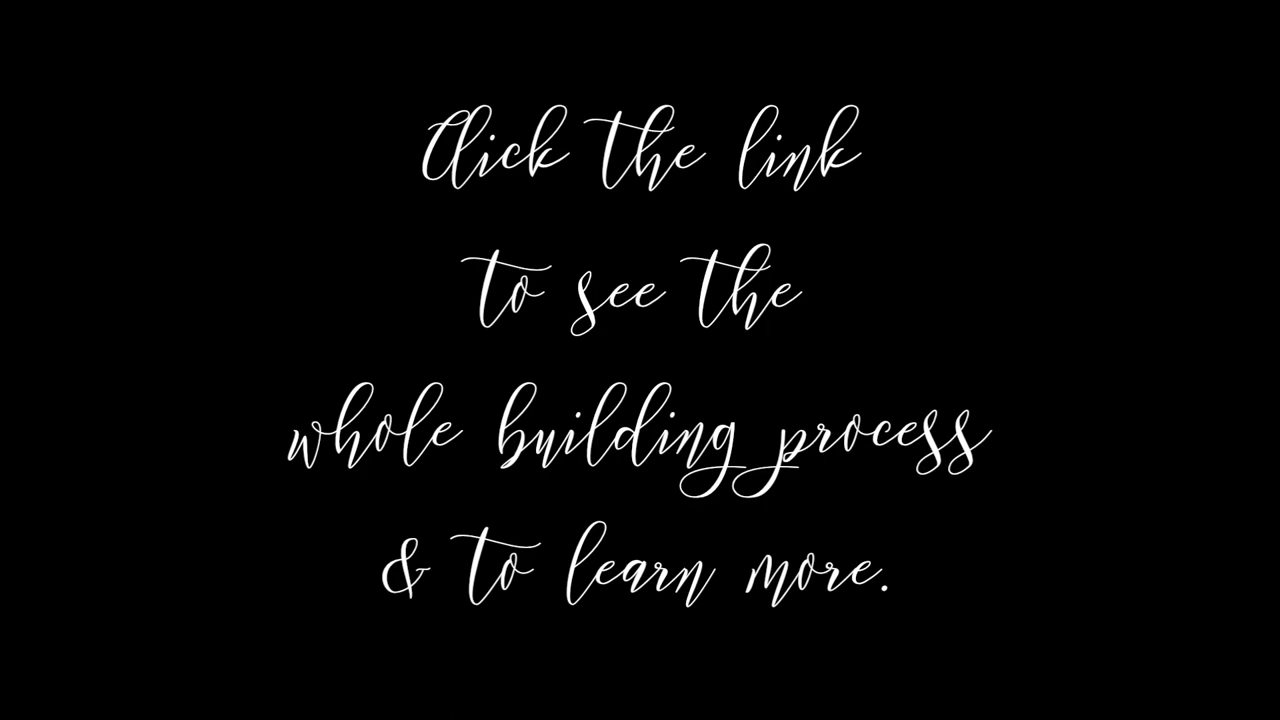 Click the link
to see the
whole building process
& to learn more.